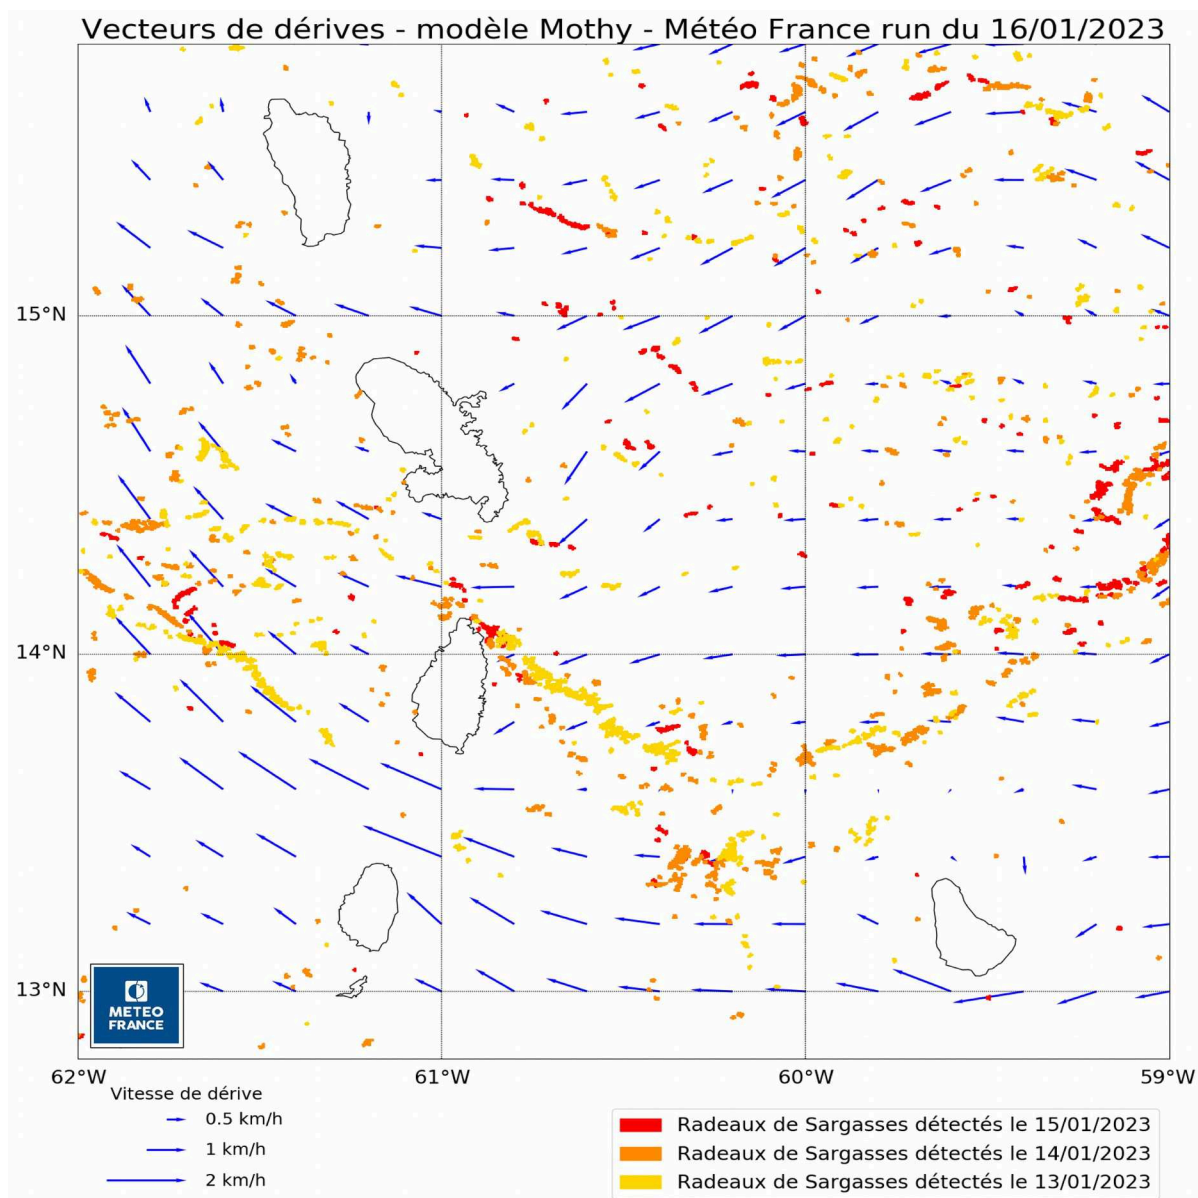 Vecteurs de dérives - modèle Mothy - Météo France run du 16/01/2023
15°N
14°N
13°N
METEO
FRANCE
62°W
61°W
60°W
59°W
Vitesse de dérive
0.5 km/h
1 km/h
2 km/h
Radeaux de Sargasses détectés le 15/01/2023
Radeaux de Sargasses détectés le 14/01/2023
Radeaux de Sargasses détectés le 13/01/2023